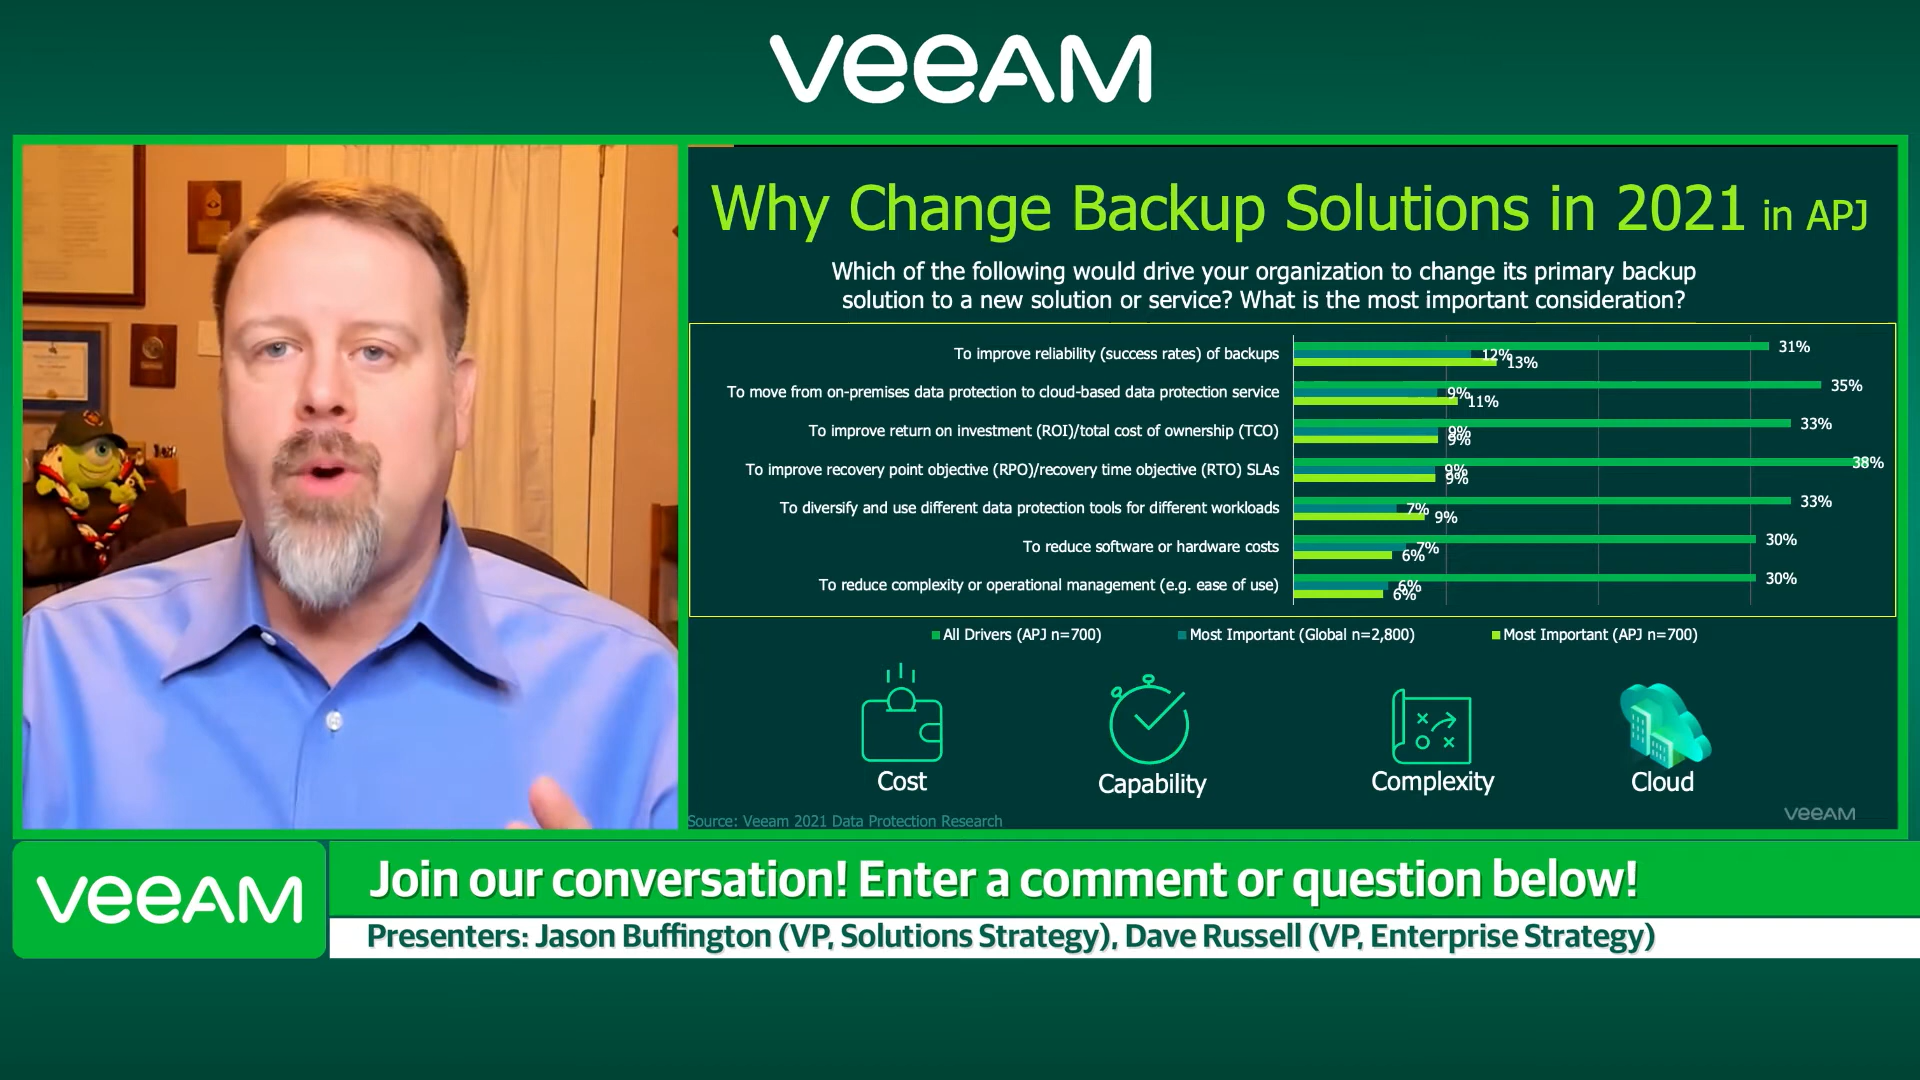 veeAM
Why Change Backup Solutions in 2021 in APJ
Which of the following would drive your organization to change its primary backup
solution to a new solution or service? What is the most important consideration?
To improve reliability (success rates) of backups
31%
12%
13%
To move from on-premises data protection to cloud-based data protection service
35%
9%
11%
To improve return on investment (ROI)/total cost of ownership (TCO)
33%
9%
9%
To improve recovery point objective (RPO)/recovery time objective (RTO) SLAs
38%
9%
9%
To diversify and use different data protection tools for different workloads
33%
7%
9%
To reduce software or hardware costs
30%
7%
6%
To reduce complexity or operational management (e.g. ease of use)
30%
6%
6%
All Drivers (APJ n=700) Most Important (Global n=2,800) Most Important (APJ n=700)
Cost Capability Complexity Cloud
Source: Veeam 2021 Data Protection Research
veeAM
veeAM
Join our conversation! Enter a comment or question below!
Presenters: Jason Buffington (VP, Solutions Strategy), Dave Russell (VP, Enterprise Strategy)